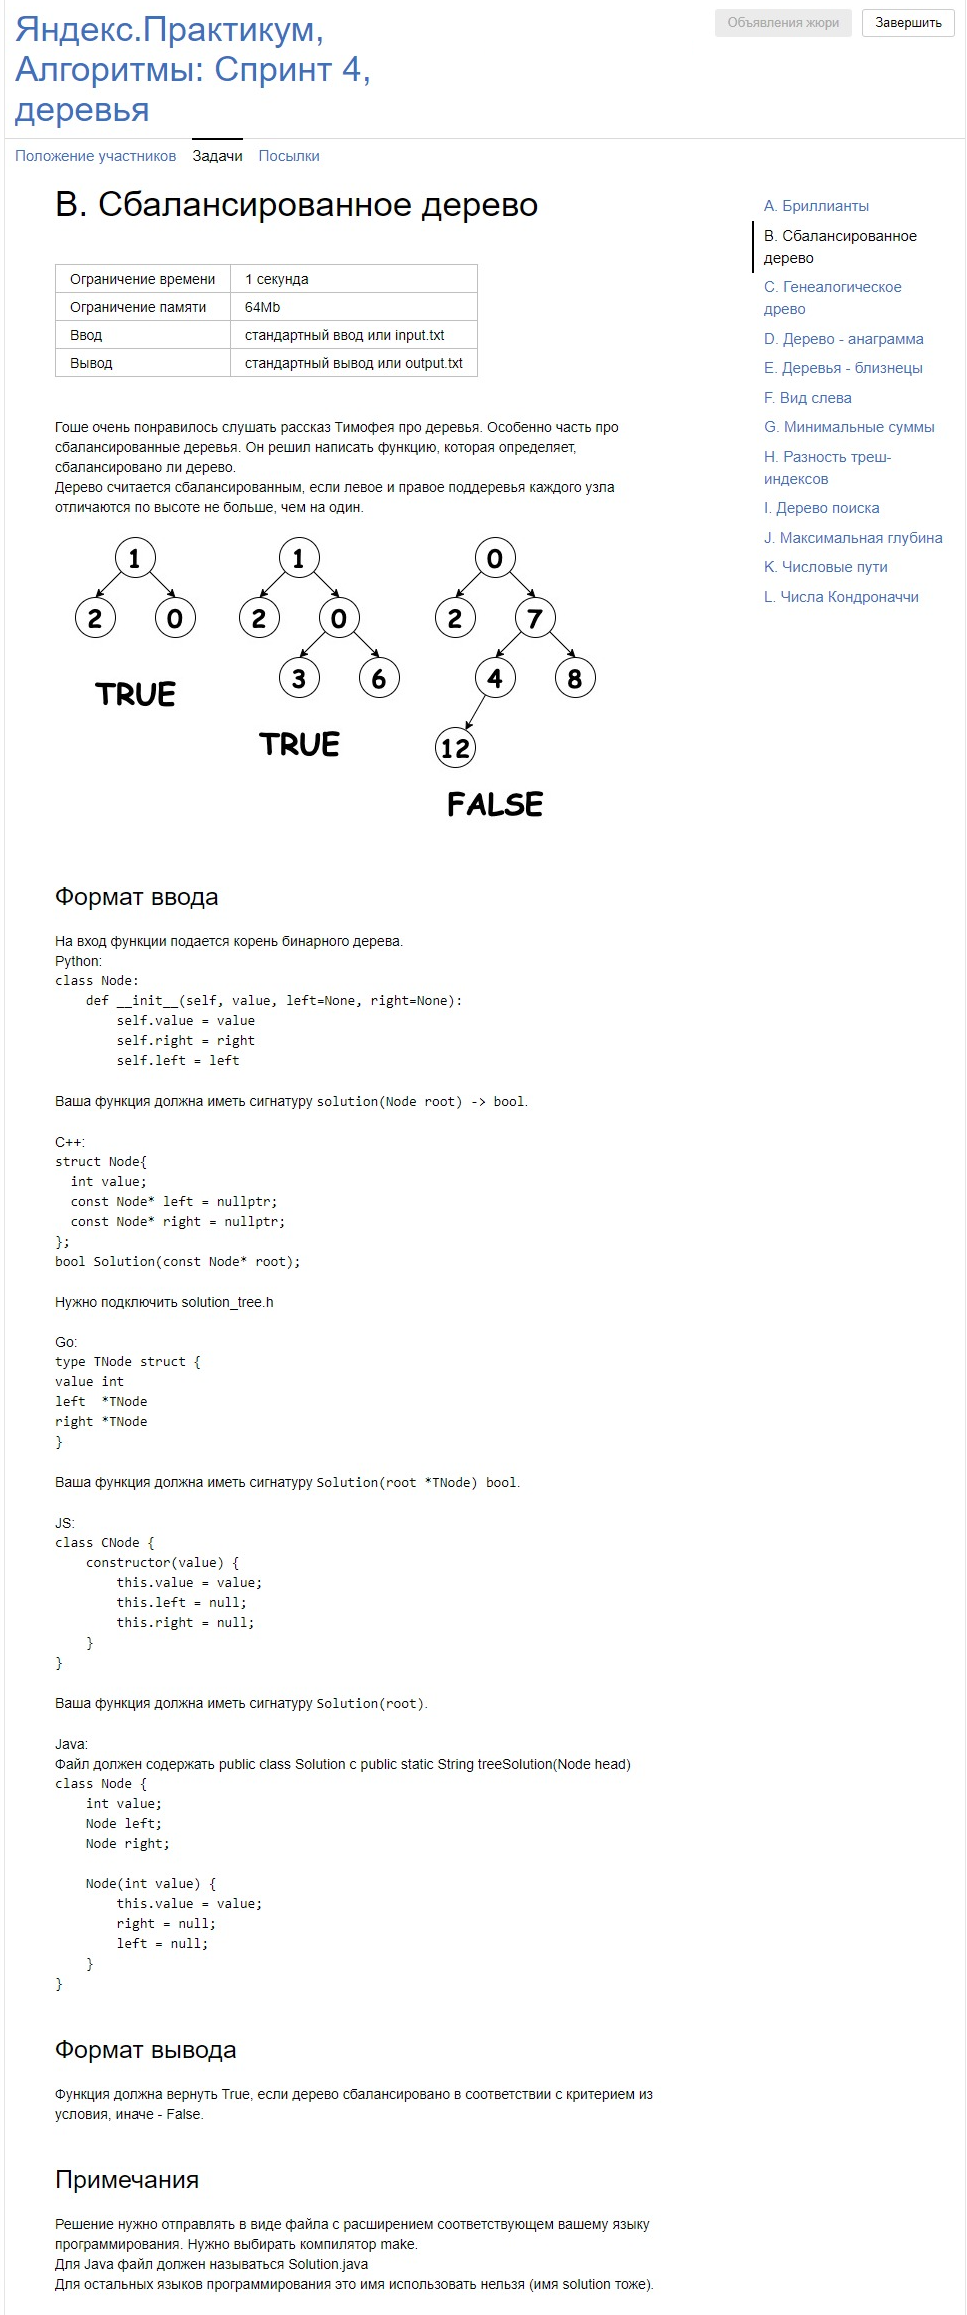 Яндекс.Практикум,
Алгоритмы: Спринт 4,
деревья
Объявления жюри
Завершить
Положение участников
Задачи
Посылки
B. Сбалансированное дерево
Ограничение времени 1 секунда
Ограничение памяти 64Mb
Ввод стандартный ввод или input.txt
Вывод стандартный вывод или output.txt
A. Бриллианты
B. Сбалансированное
дерево
C. Генеалогическое
древо
D. Дерево - анаграмма
E. Деревья - близнецы
F. Вид слева
G. Минимальные суммы
H. Разность треш-
индексов
I. Дерево поиска
J. Максимальная глубина
K. Числовые пути
L. Числа Кондроначчи
Гоше очень понравилось слушать рассказ Тимофея про деревья. Особенно часть про
сбалансированные деревья. Он решил написать функцию, которая определяет,
сбалансировано ли дерево.
Дерево считается сбалансированным, если левое и правое поддеревья каждого узла
отличаются по высоте не больше, чем на один.
1
2 0
TRUE
1
2 0
3 6
TRUE
0
2 7
4 8
12
FALSE
Формат ввода
На вход функции подается корень бинарного дерева.
Python:
class Node:
    def __init__(self, value, left=None, right=None):
        self.value = value
        self.right = right
        self.left = left
Ваша функция должна иметь сигнатуру solution(Node root) -> bool.
C++:
struct Node{
  int value;
  const Node* left = nullptr;
  const Node* right = nullptr;
};
bool Solution(const Node* root);
Нужно подключить solution_tree.h
Go:
type TNode struct {
value int
left  *TNode
right *TNode
}
Ваша функция должна иметь сигнатуру Solution(root *TNode) bool.
JS:
class CNode {
    constructor(value) {
        this.value = value;
        this.left = null;
        this.right = null;
    }
}
Ваша функция должна иметь сигнатуру Solution(root).
Java:
Файл должен содержать public class Solution с public static String treeSolution(Node head)
class Node {
    int value;
    Node left;
    Node right;
    Node(int value) {
        this.value = value;
        right = null;
        left = null;
    }
}
Формат вывода
Функция должна вернуть True, если дерево сбалансировано в соответствии с критерием из
условия, иначе - False.
Примечания
Решение нужно отправлять в виде файла с расширением соответствующем вашему языку
программирования. Нужно выбирать компилятор make.
Для Java файл должен называться Solution.java
Для остальных языков программирования это имя использовать нельзя (имя solution тоже).